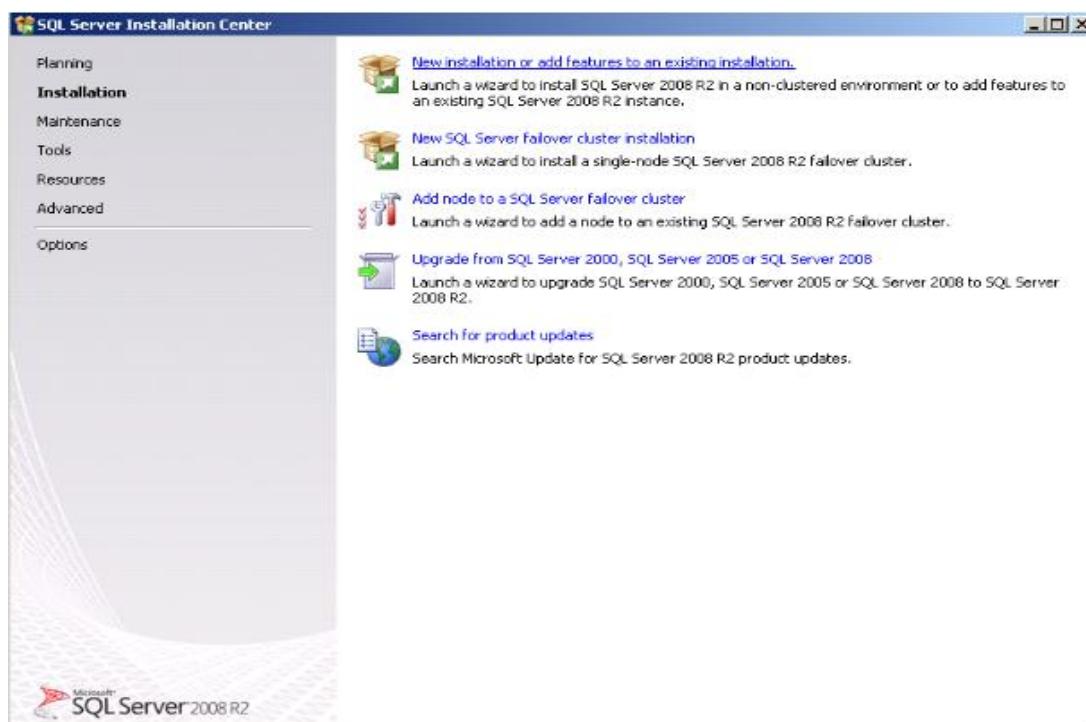 SQL Server Installation Center
Planning
Installation
Maintenance
Tools
Resources
Advanced
Options
New installation or add features to an existing installation.
Launch a wizard to install SQL Server 2008 R2 in a non-clustered environment or to add features to
an existing SQL Server 2008 R2 instance.
New SQL Server failover cluster installation
Launch a wizard to install a single-node SQL Server 2008 R2 failover cluster.
Add node to a SQL Server failover cluster
Launch a wizard to add a node to an existing SQL Server 2008 R2 failover cluster.
Upgrade from SQL Server 2000, SQL Server 2005 or SQL Server 2008
Launch a wizard to upgrade SQL Server 2000, SQL Server 2005 or SQL Server 2008 to SQL Server
2008 R2.
Search for product updates
Search Microsoft Update for SQL Server 2008 R2 product updates.
Microsoft
SQL Server 2008 R2